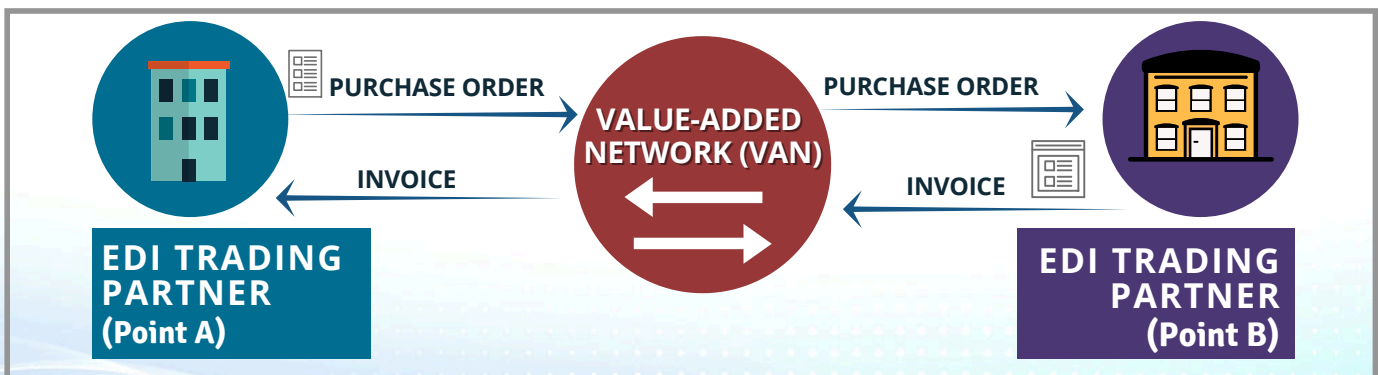 PURCHASE ORDER
PURCHASE ORDER
VALUE-ADDED
NETWORK (VAN)
INVOICE
INVOICE
EDI TRADING
PARTNER
(Point A)
EDI TRADING
PARTNER
(Point B)